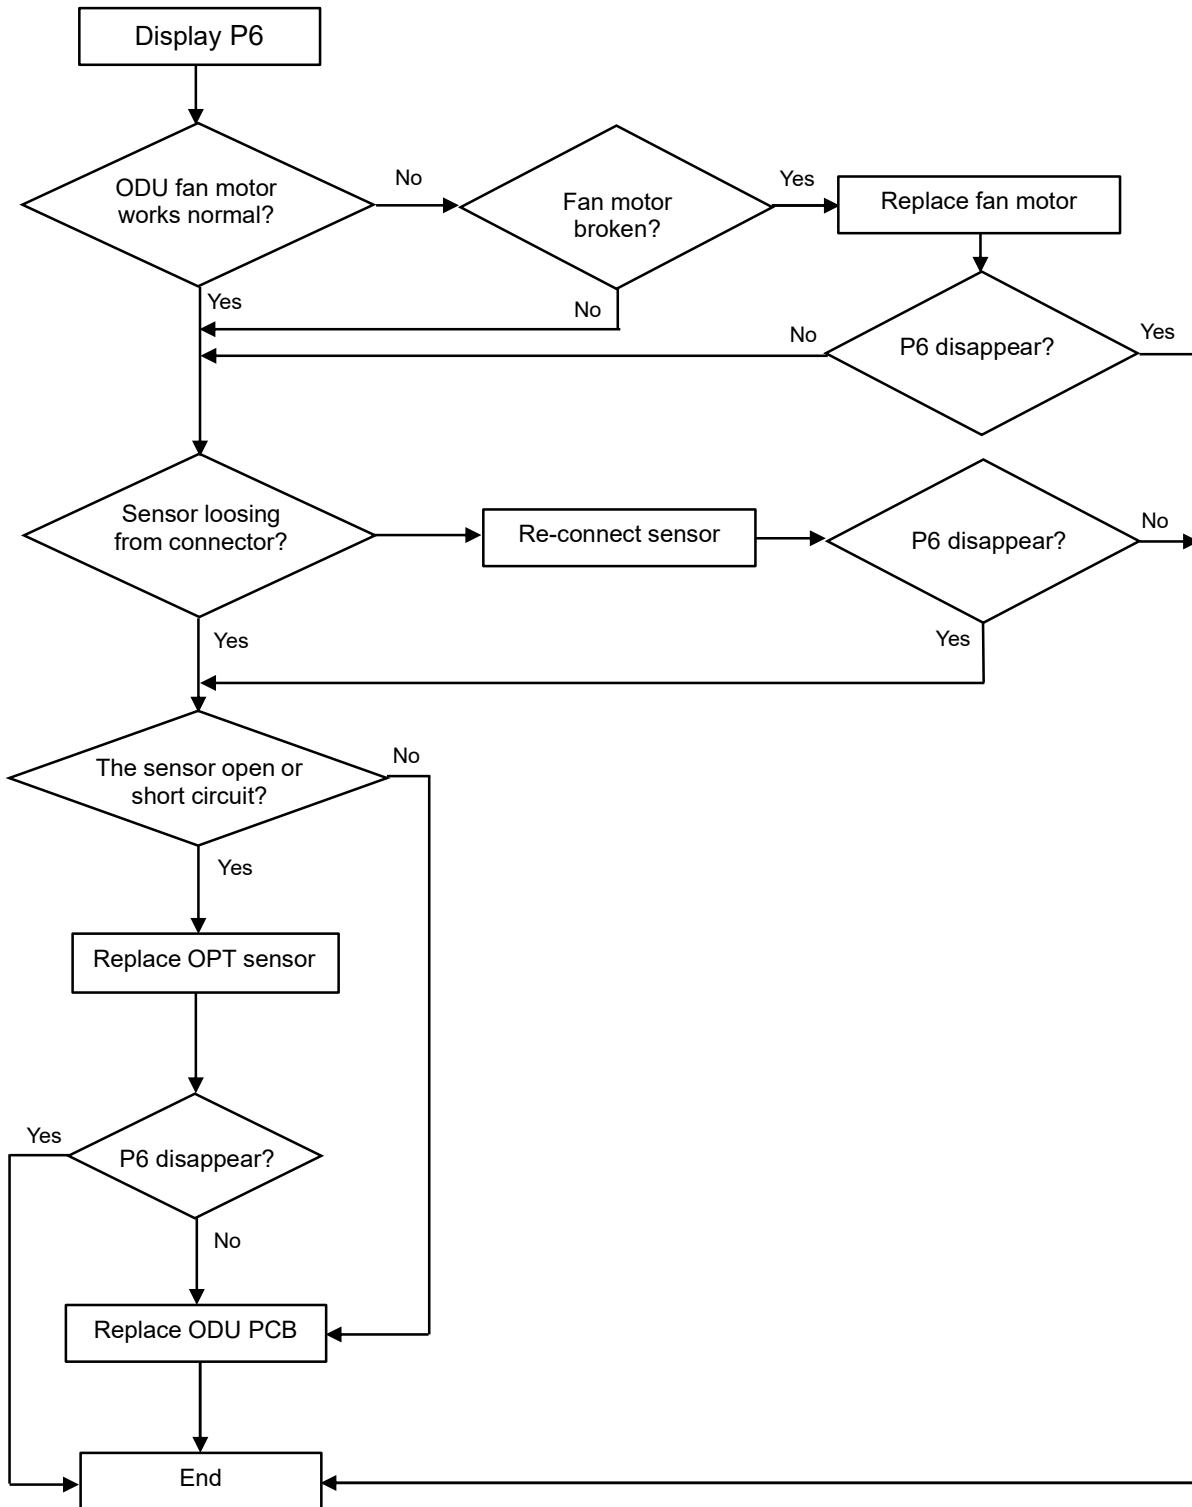 Display P6
ODU fan motor
works normal?
No
Fan motor
broken?
Yes
Replace fan motor
Yes
No
No
P6 disappear?
Yes
Sensor loosing
from connector?
Re-connect sensor
P6 disappear?
No
Yes
Yes
The sensor open or
short circuit?
No
Yes
Replace OPT sensor
Yes
P6 disappear?
No
Replace ODU PCB
End